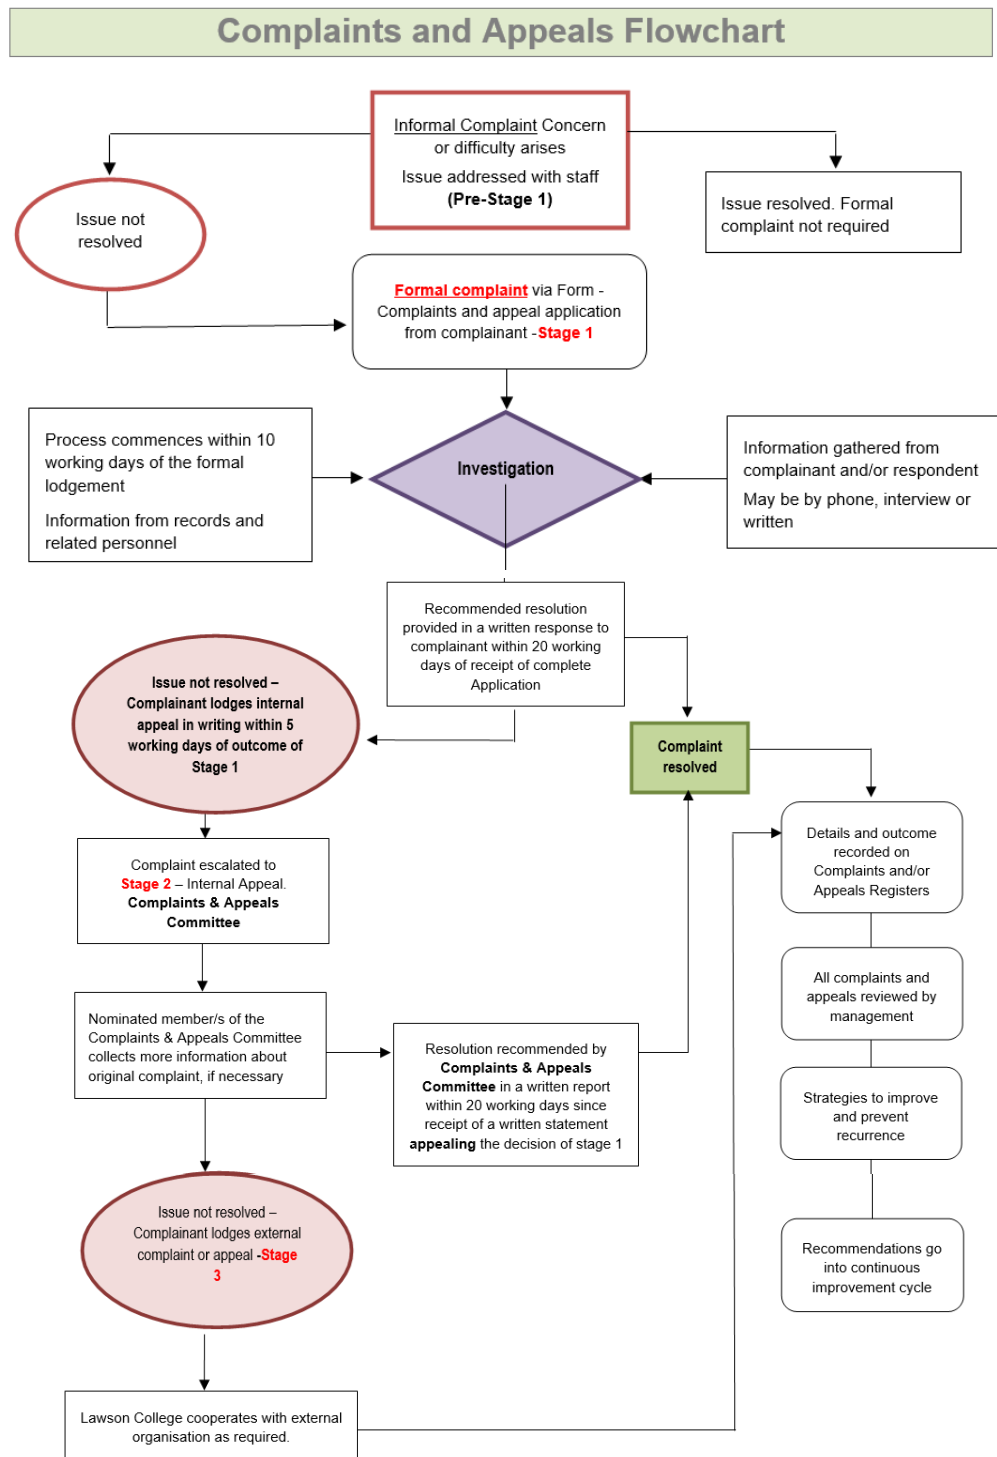 Complaints and Appeals Flowchart
Informal Complaint Concern
or difficulty arises
Issue addressed with staff
(Pre-Stage 1)
Issue not
resolved
Issue resolved. Formal
complaint not required
Formal complaint via Form -
Complaints and appeal application
from complainant -Stage 1
Process commences within 10
working days of the formal
lodgement
Information from records and
related personnel
Investigation
Information gathered from
complainant and/or respondent
May be by phone, interview or
written
Recommended resolution
provided in a written response to
complainant within 20 working
days of receipt of complete
Application
Issue not resolved –
Complainant lodges internal
appeal in writing within 5
working days of outcome of
Stage 1
Complaint
resolved
Complaint escalated to
Stage 2 – Internal Appeal.
Complaints & Appeals
Committee
Details and outcome
recorded on
Complaints and/or
Appeals Registers
All complaints and
appeals reviewed by
management
Nominated member/s of the
Complaints & Appeals Committee
collects more information about
original complaint, if necessary
Resolution recommended by
Complaints & Appeals
Committee in a written report
within 20 working days since
receipt of a written statement
appealing the decision of stage 1
Strategies to improve
and prevent
recurrence
Issue not resolved –
Complainant lodges external
complaint or appeal -Stage
3
Recommendations go
into continuous
improvement cycle
Lawson College cooperates with external
organisation as required.